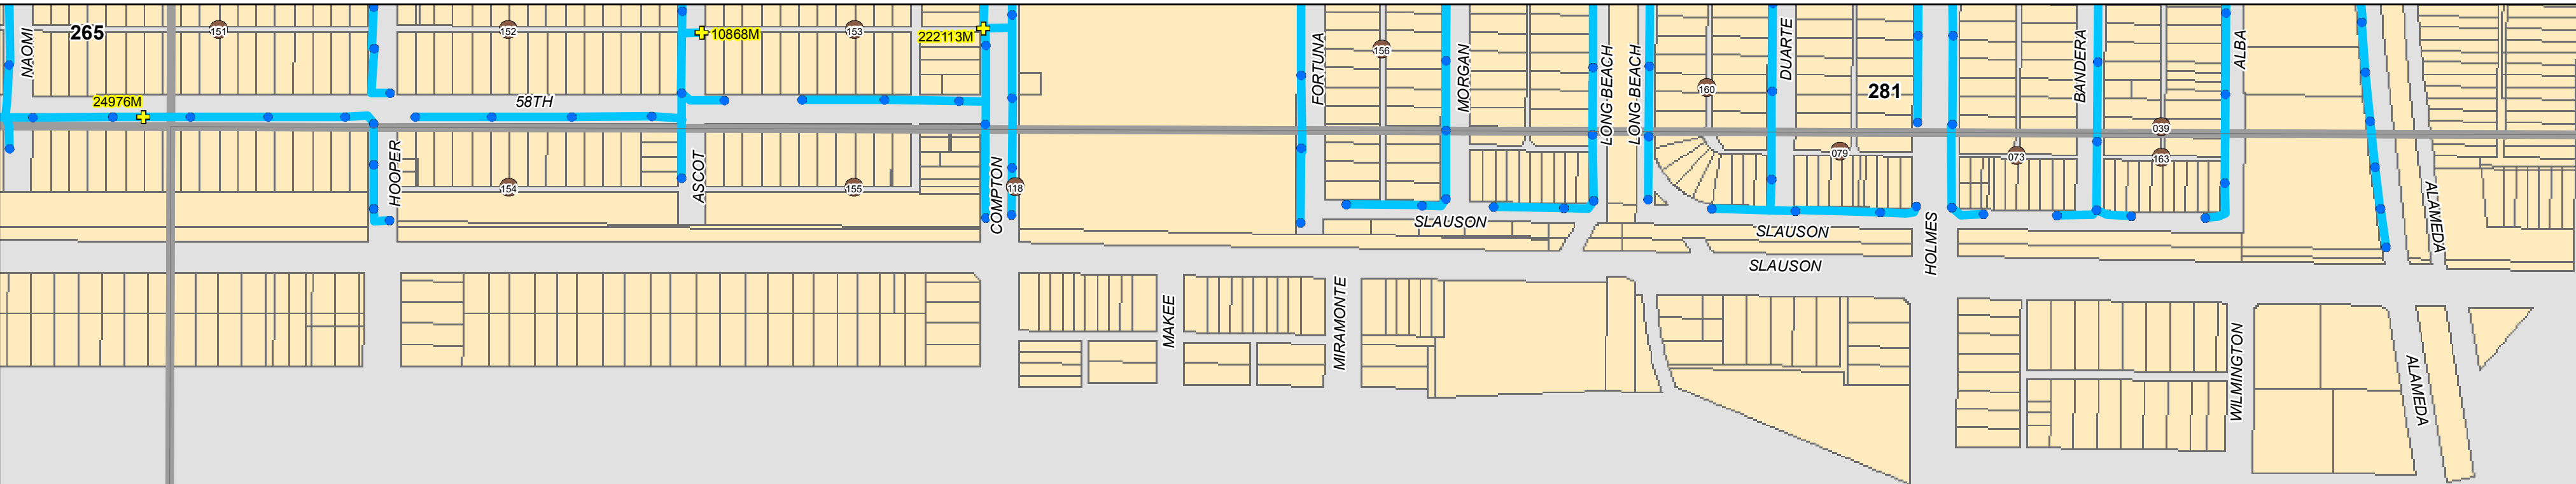 265
NAOMI
151
152
153
10868M
222113M
24976M
58TH
HOOPER
154
ASCOT
155
COMPTON
118
FORTUNA
156
MORGAN
LONG BEACH
LONG BEACH
160
DUARTE
281
079
BANDERA
073
039
163
ALBA
ALAMEDA
SLAUSON
SLAUSON
SLAUSON
HOLMES
MAKEE
MIRAMONTE
WILMINGTON
ALAMEDA